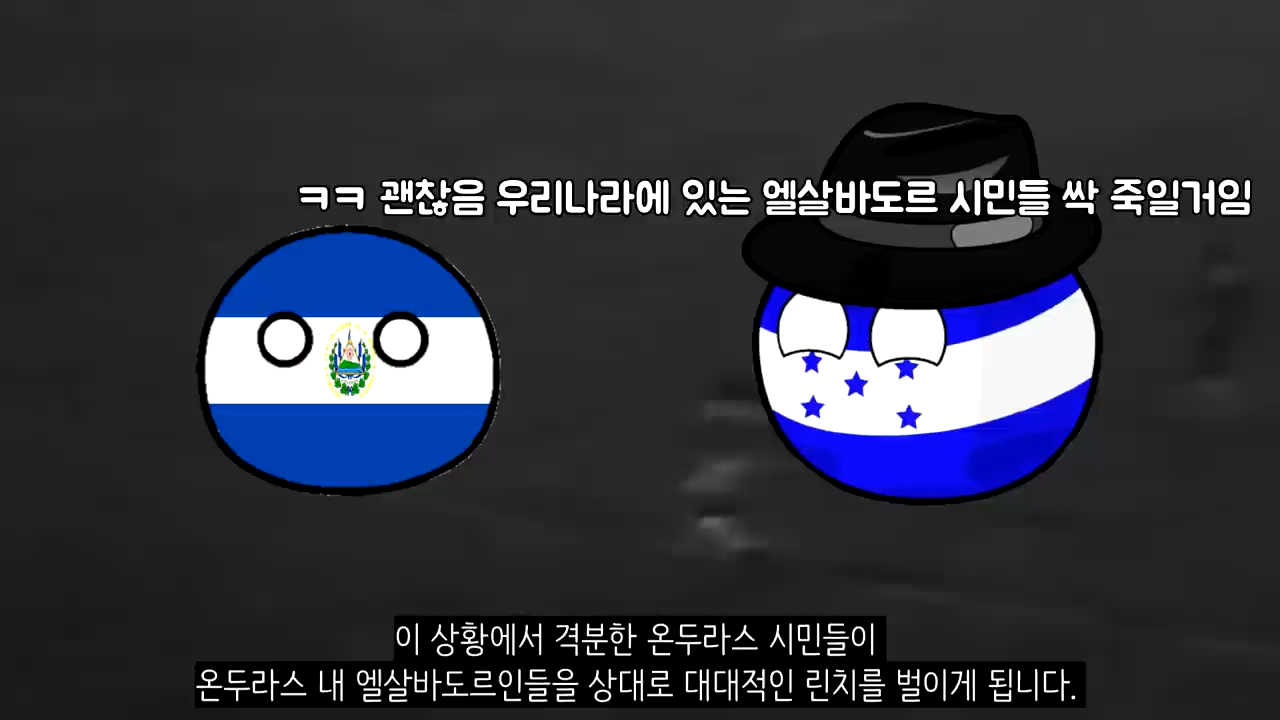 ㅋㅋ 괜찮음 우리나라에 있는 엘살바도르 시민들 싹 죽일거임
이 상황에서 격분한 온두라스 시민들이
온두라스 내 엘살바도르인들을 상대로 대대적인 린치를 벌이게 됩니다.